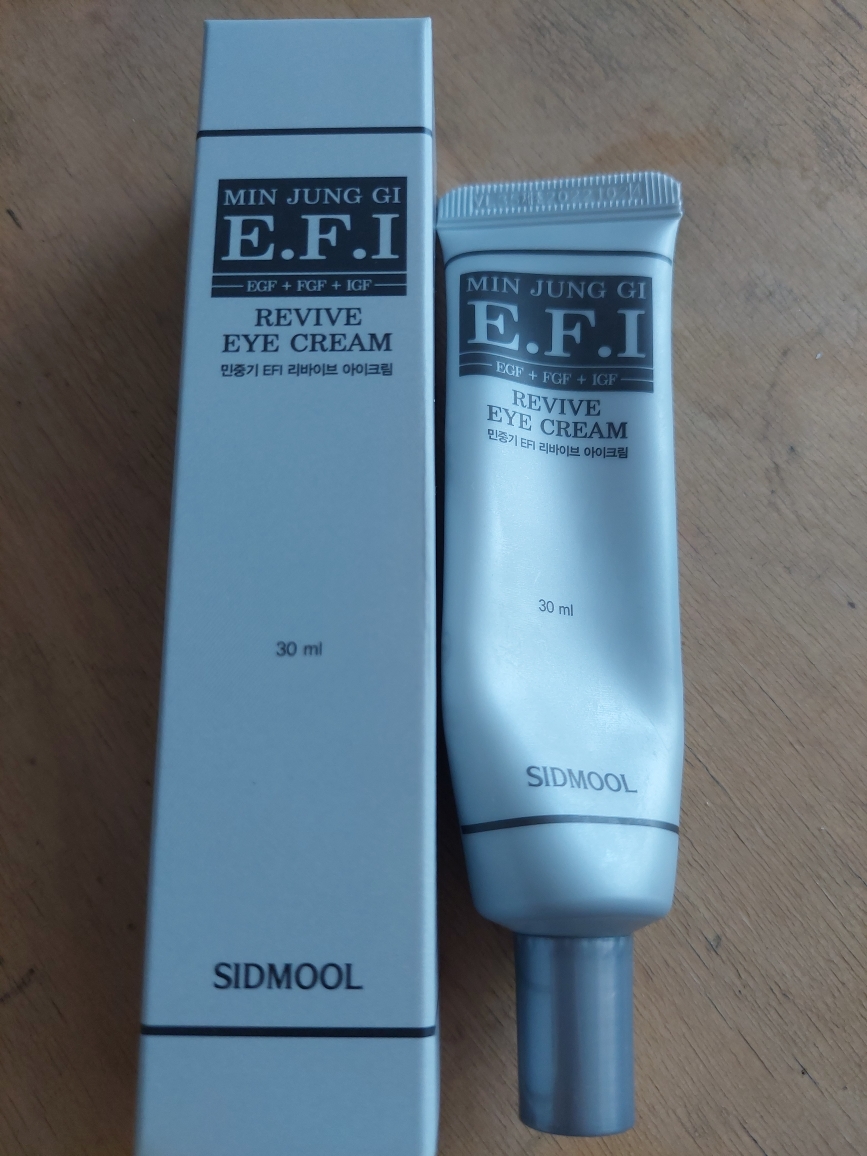 MIN JUNG GI
E.F.I
EGF + FGF + IGF
REVIVE
EYE CREAM
민중기 EFI 리바이브 아이크림
30 ml
SIDMOOL
MIN JUNG GI
E.F.I
EGF + FGF + IGF
REVIVE
EYE CREAM
민중기 EFI 리바이브 아이크림
30 ml
SIDMOOL